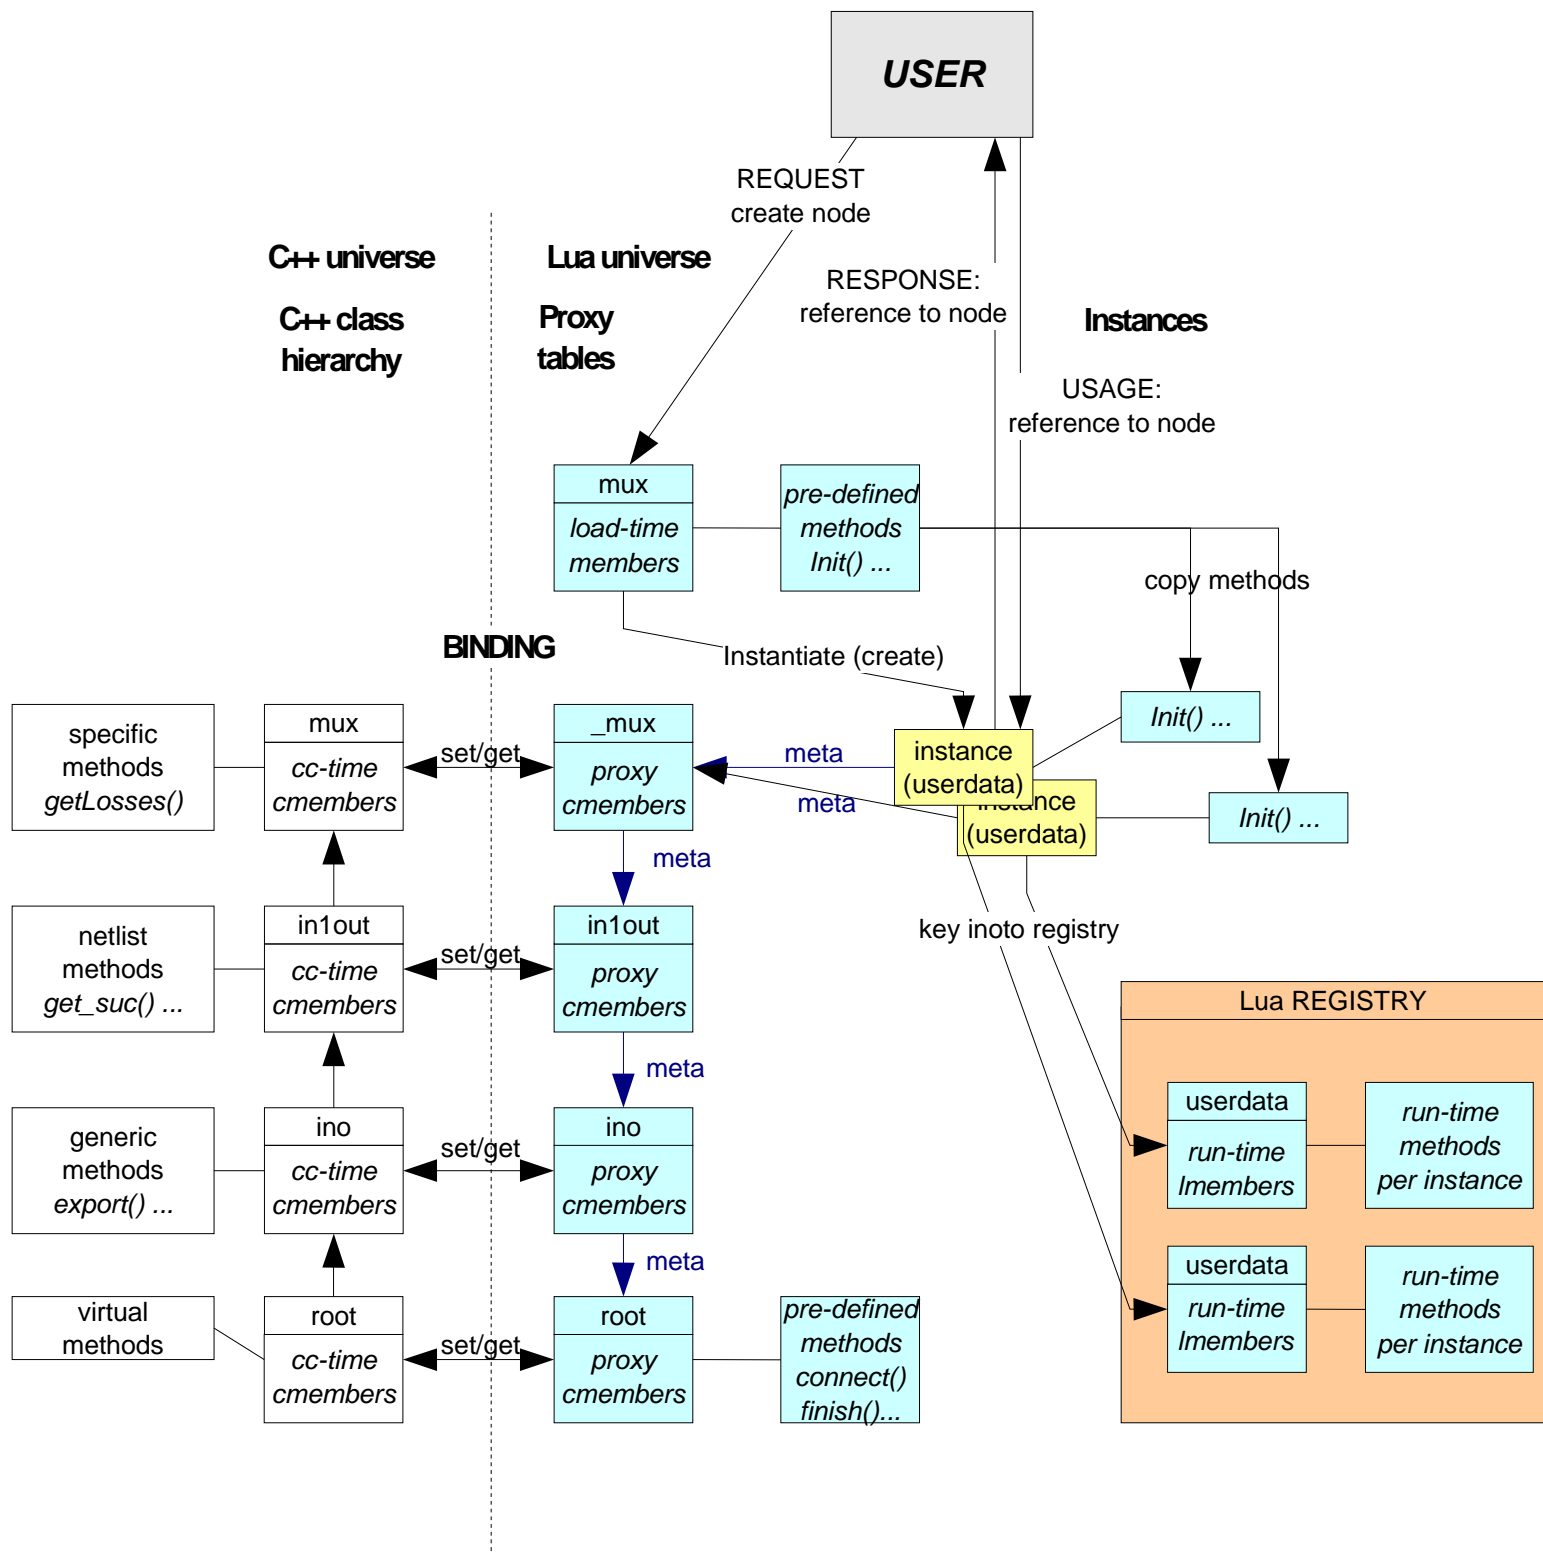 USER
REQUEST
create node
C++ universe
Lua universe
RESPONSE:
reference to node
C++ class
hierarchy
Proxy
tables
Instances
USAGE:
reference to node
mux
load-time
members
pre-defined
methods
Init() ...
copy methods
BINDING
Instantiate (create)
specific
methods
getLosses()
mux
cc-time
cmembers
set/get
_mux
proxy
cmembers
meta
meta
instance
(userdata)
instance
(userdata)
Init() ...
Init() ...
meta
netlist
methods
get_suc() ...
in1out
cc-time
cmembers
set/get
in1out
proxy
cmembers
key inoto registry
meta
Lua REGISTRY
generic
methods
export() ...
ino
cc-time
cmembers
set/get
ino
proxy
cmembers
userdata
run-time
lmembers
run-time
methods
per instance
meta
virtual
methods
root
cc-time
cmembers
set/get
root
proxy
cmembers
pre-defined
methods
connect()
finish()...
userdata
run-time
lmembers
run-time
methods
per instance